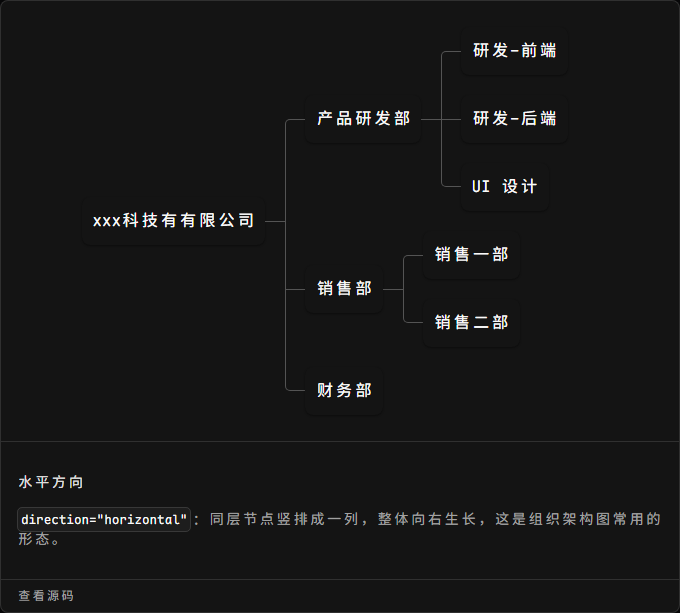 研发-前端
产品研发部
研发-后端
UI 设计
xxx科技有有限公司
销售一部
销售部
销售二部
财务部
水平方向
direction="horizontal"：同层节点竖排成一列，整体向右生长，这是组织架构图常用的
形态。
查看源码